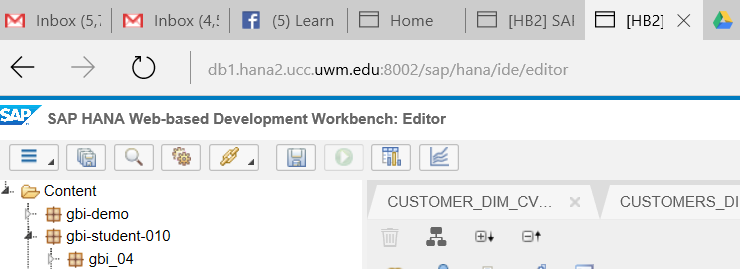 Inbox (5,7 Inbox (4,5 (5) Learn Home [HB2] SAI [HB2]
db1.hana2.ucc.uwm.edu:8002/sap/hana/ide/editor
SAP SAP HANA Web-based Development Workbench: Editor
Content
CUSTOMER_DIM_CV... CUSTOMERS_DI
gbi-demo
gbi-student-010
gbi_04